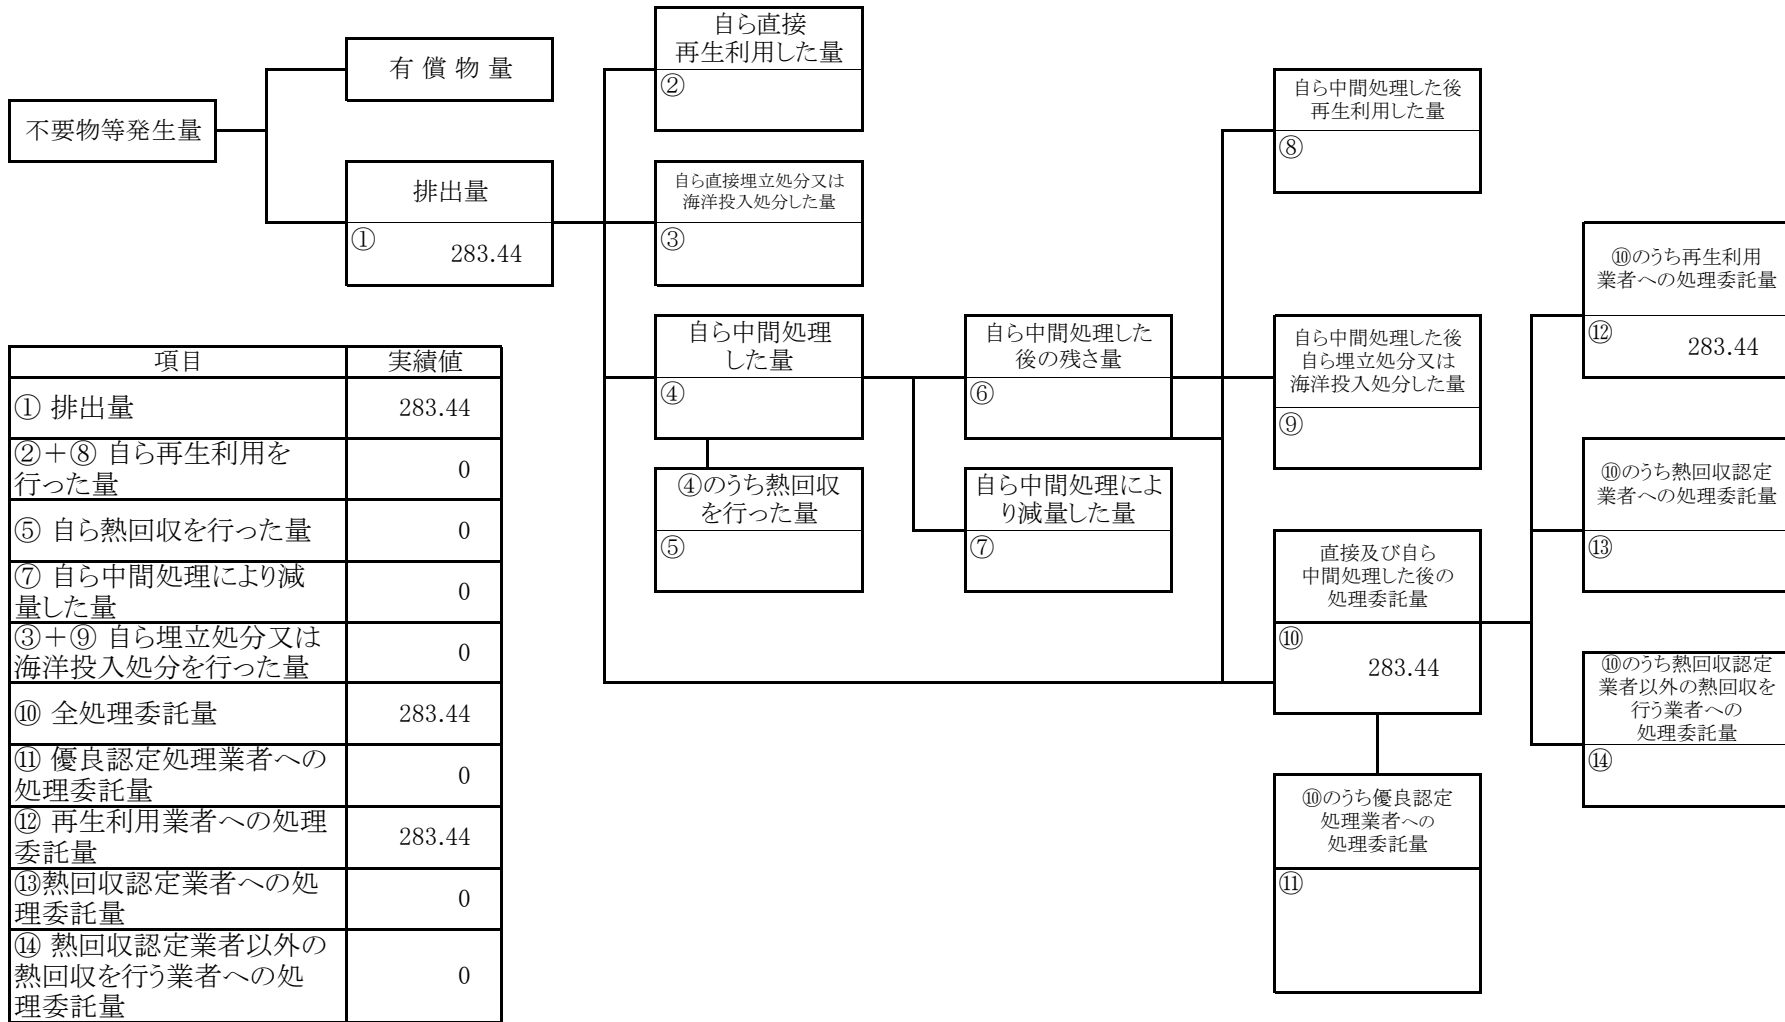 不要物等発生量
有 償 物 量
排出量
①
283.44
自ら直接
再生利用した量
②
自ら直接埋立処分又は
海洋投入処分した量
③
自ら中間処理
した量
④
④のうち熱回収
を行った量
⑤
自ら中間処理した
後の残さ量
⑥
自ら中間処理によ
り減量した量
⑦
自ら中間処理した後
再生利用した量
⑧
自ら中間処理した後
自ら埋立処分又は
海洋投入処分した量
⑨
直接及び自ら
中間処理した後の
処理委託量
⑩
283.44
⑩のうち優良認定
処理業者への
処理委託量
⑪
⑩のうち再生利用
業者への処理委託量
⑫
283.44
⑩のうち熱回収認定
業者への処理委託量
⑬
⑩のうち熱回収認定
業者以外の熱回収を
行う業者への
処理委託量
⑭
項目 実績値
① 排出量 283.44
②＋⑧ 自ら再生利用を
行った量 0
⑤ 自ら熱回収を行った量 0
⑦ 自ら中間処理により減
量した量 0
③＋⑨ 自ら埋立処分又は
海洋投入処分を行った量 0
⑩ 全処理委託量 283.44
⑪ 優良認定処理業者への
処理委託量 0
⑫ 再生利用業者への処理
委託量 283.44
⑬熱回収認定業者への処
理委託量 0
⑭ 熱回収認定業者以外の
熱回収を行う業者への処
理委託量 0